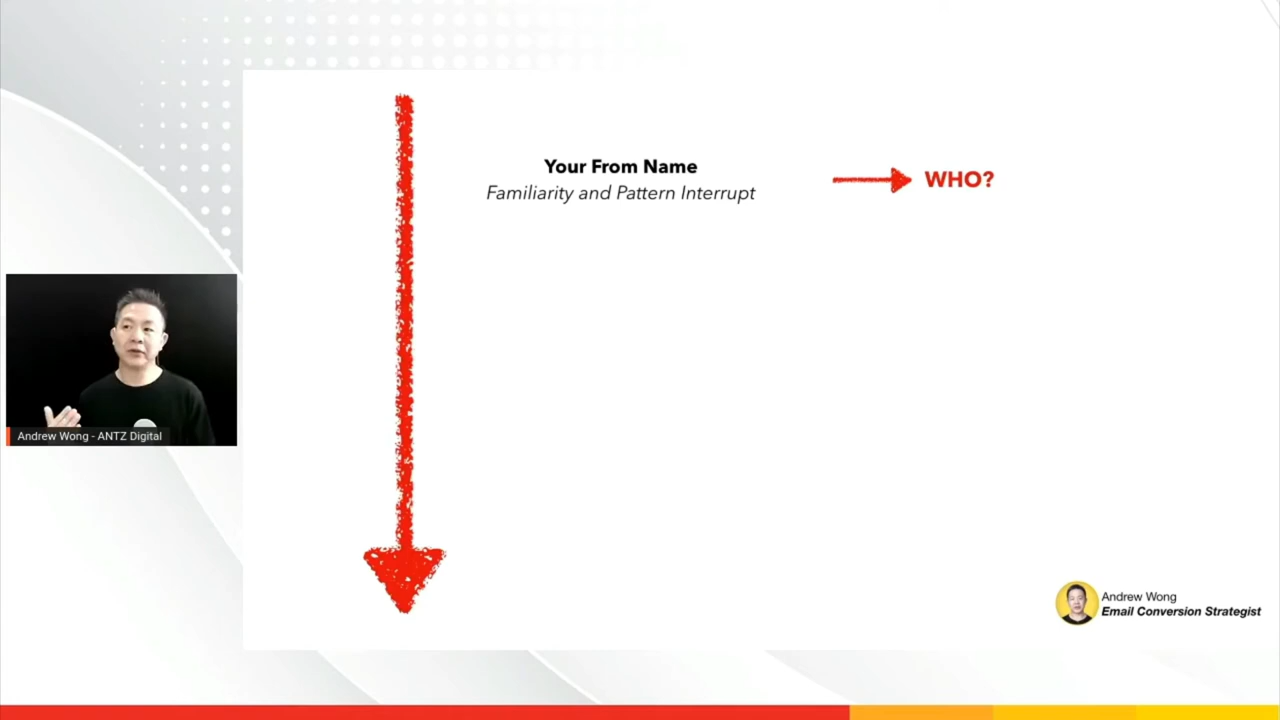 Your From Name
Familiarity and Pattern Interrupt
WHO?
Andrew Wong - ANTZ Digital
Andrew Wong
Email Conversion Strategist